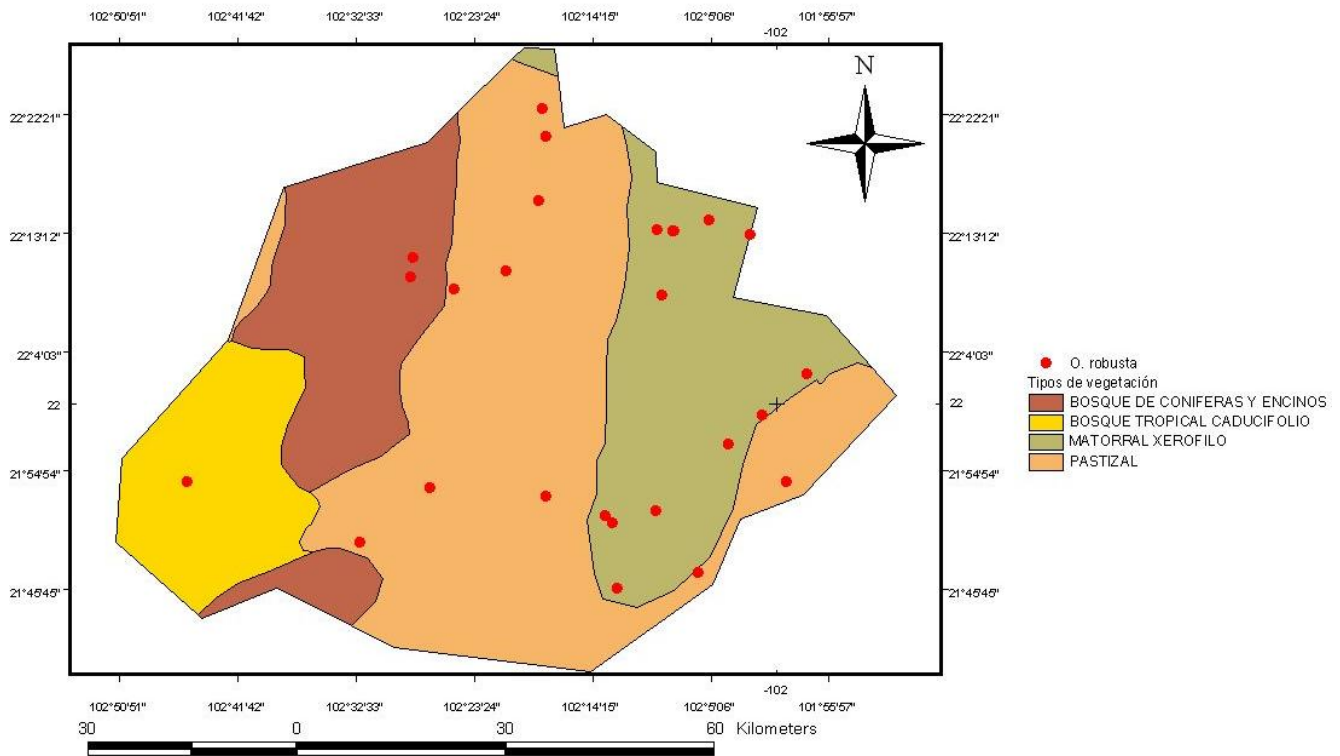 102°50'51" 102°41'42" 102°32'33" 102°23'24" 102°14'15" 102°5'06" 101°55'57"
-102
N
22°22'21" 22°22'21"
22°13'12" 22°13'12"
22°4'03" 22°4'03"
O. robusta
Tipos de vegetación
BOSQUE DE CONIFERAS Y ENCINOS
22 22
BOSQUE TROPICAL CADUCIFOLIO
MATORRAL XEROFILO
PASTIZAL
21°54'54" 21°54'54"
21°45'45" 21°45'45"
-102
102°50'51" 102°41'42" 102°32'33" 102°23'24" 102°14'15" 102°5'06" 101°55'57"
30 0 30 60 Kilometers